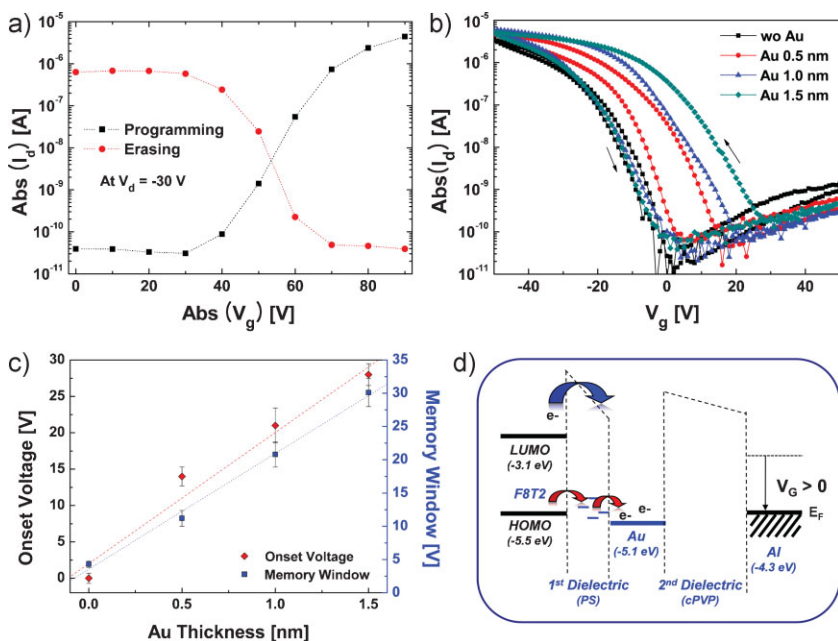 a)
10⁻⁵
10⁻⁶
10⁻⁷
10⁻⁸
10⁻⁹
10⁻¹⁰
10⁻¹¹
Abs (I_d) [A]
Programming
Erasing
At V_d = -30 V
0 20 40 60 80
Abs (V_g) [V]
b)
10⁻⁵
10⁻⁶
10⁻⁷
10⁻⁸
10⁻⁹
10⁻¹⁰
10⁻¹¹
Abs(I_d) [A]
wo Au
Au 0.5 nm
Au 1.0 nm
Au 1.5 nm
-40 -20 0 20 40
V_g [V]
c)
30
25
20
15
10
5
0
Onset Voltage [V]
35
30
25
20
15
10
5
0
Memory Window [V]
Onset Voltage
Memory Window
0.0 0.5 1.0 1.5
Au Thickness [nm]
d)
e-
LUMO
(-3.1 eV)
F8T2
HOMO
(-5.5 eV)
e- e-
Au
(-5.1 eV)
V_G > 0
E_F
Al
(-4.3 eV)
1st Dielectric
(PS)
2nd Dielectric
(cPVP)